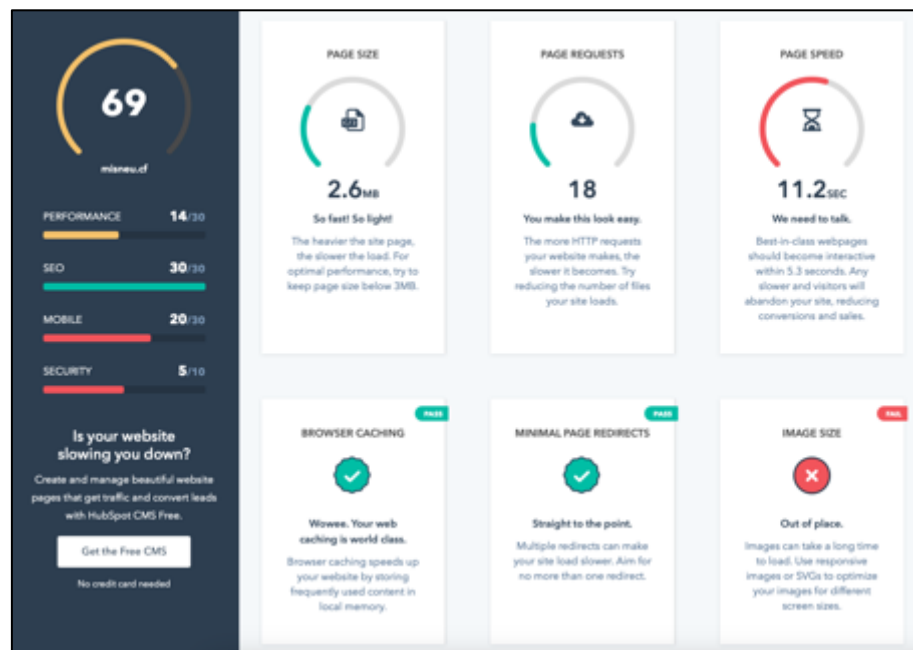 69
misneu.cf
PERFORMANCE 14/30
SEO 30/30
MOBILE 20/30
SECURITY 5/10
Is your website
slowing you down?
Create and manage beautiful website
pages that get traffic and convert leads
with HubSpot CMS Free.
Get the Free CMS
No credit card needed
PAGE SIZE
2.6MB
So fast! So light!
The heavier the site page,
the slower the load. For
optimal performance, try to
keep page size below 3MB.
PAGE REQUESTS
18
You make this look easy.
The more HTTP requests
your website makes, the
slower it becomes. Try
reducing the number of files
your site loads.
PAGE SPEED
11.2SEC
We need to talk.
Best-in-class webpages
should become interactive
within 5.3 seconds. Any
slower and visitors will
abandon your site, reducing
conversions and sales.
PASS
BROWSER CACHING
Wowee. Your web
caching is world class.
Browser caching speeds up
your website by storing
frequently used content in
local memory.
PASS
MINIMAL PAGE REDIRECTS
Straight to the point.
Multiple redirects can make
your site load slower. Aim for
no more than one redirect.
FAIL
IMAGE SIZE
Out of place.
Images can take a long time
to load. Use responsive
images or SVGs to optimize
your images for different
screen sizes.